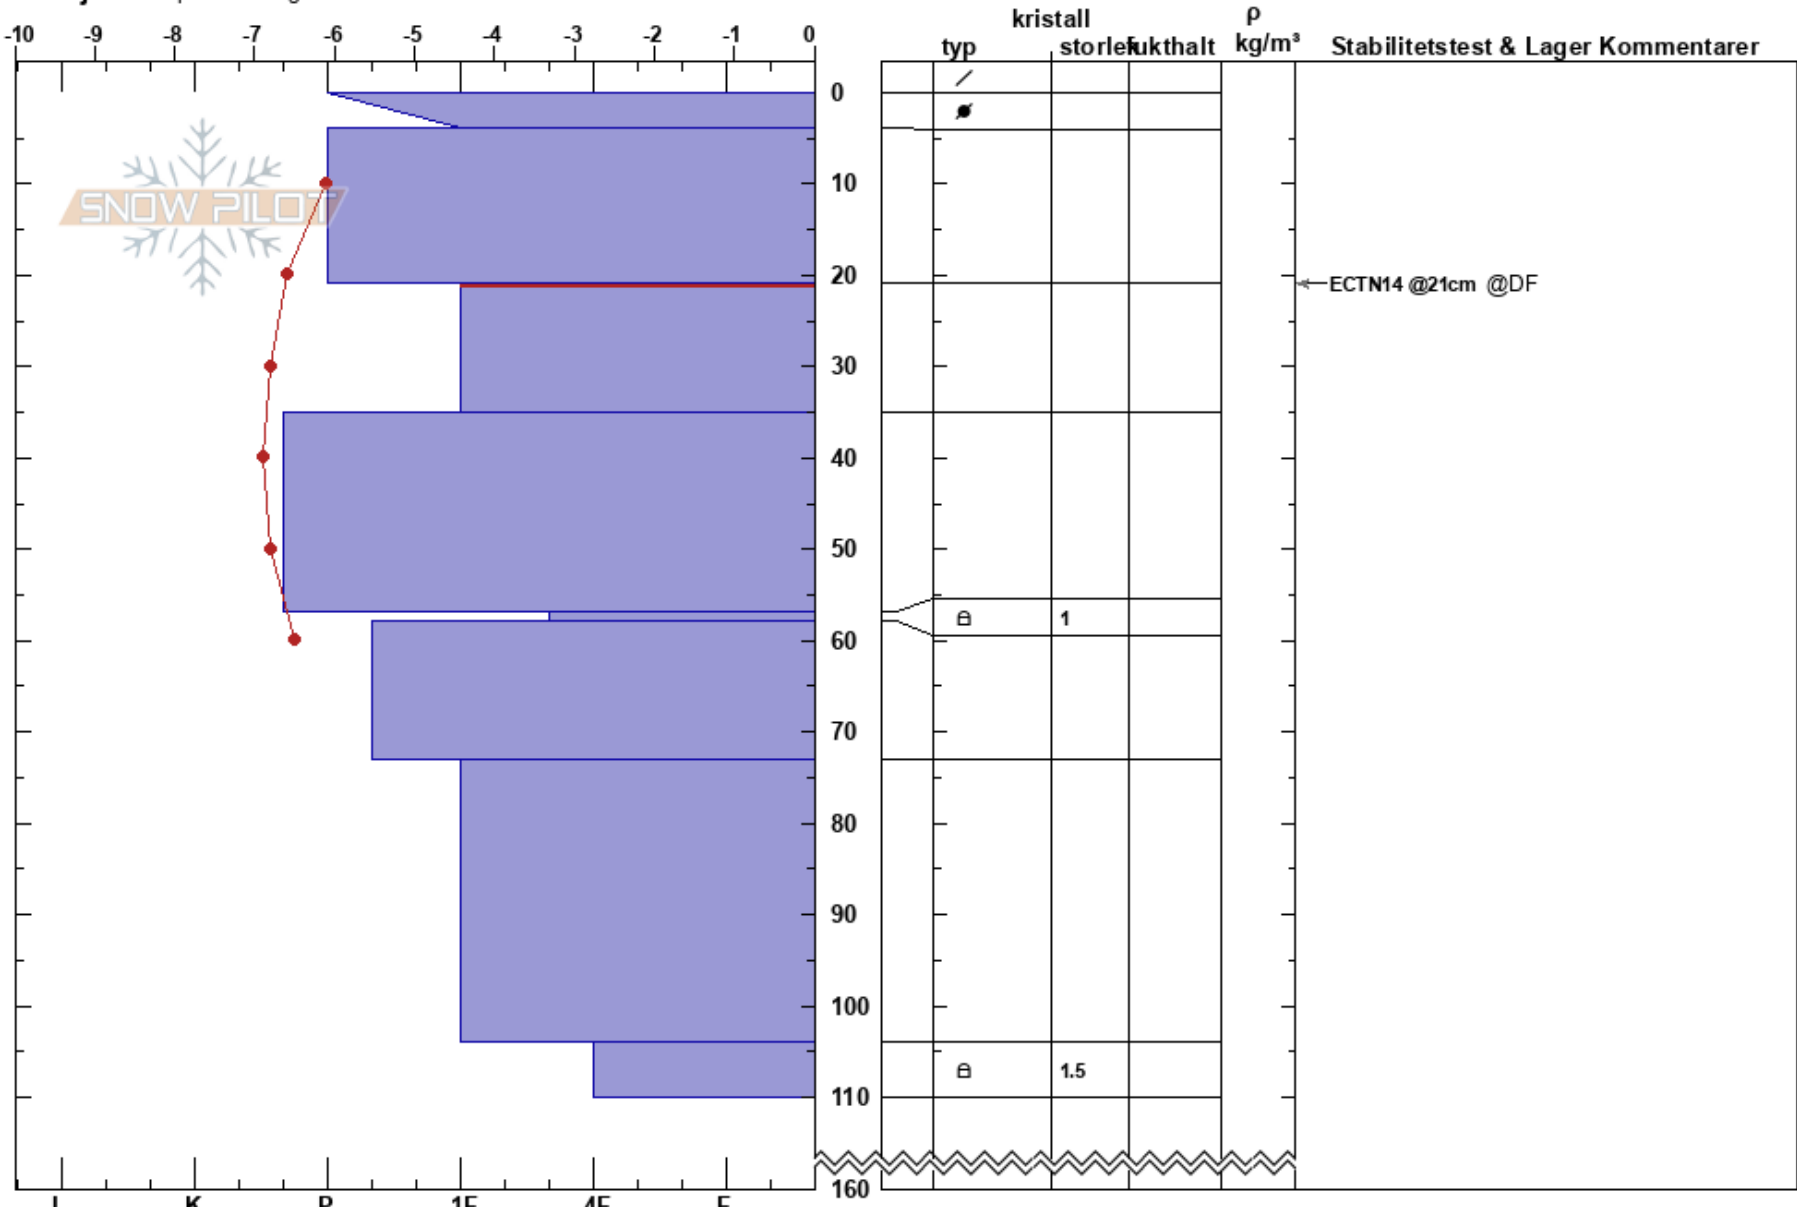 -10 -9 -8 -7 -6 -5 -4 -3 -2 -1 0
kristall
ρ
typ storlek fukthalt kg/m³ Stabilitetstest & Lager Kommentarer
0
10
SNOW PILOT
20
ECTN14 @21cm @DF
30
40
50
1
60
70
80
90
100
1.5
110
160
I K P 1F 4F F